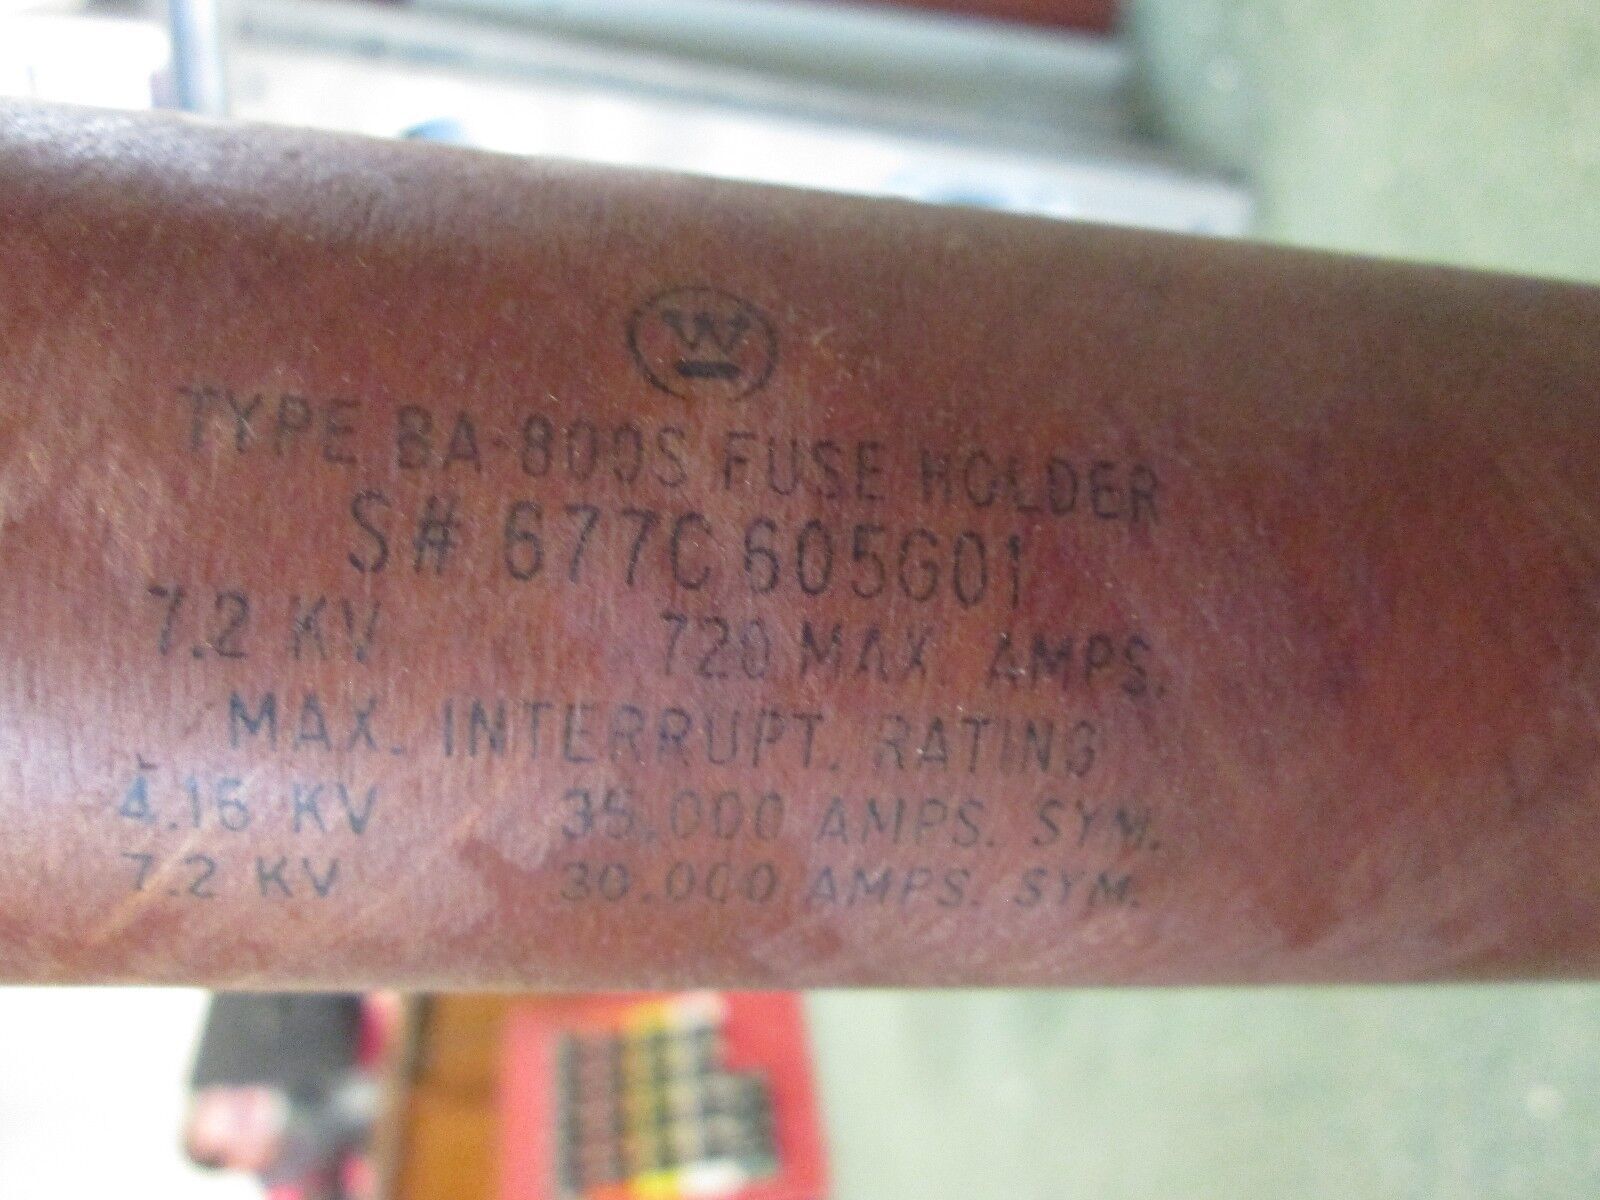 W
TYPE BA-800S FUSE HOLDER
S# 677C605G01
7.2 KV 720 MAX. AMPS.
MAX. INTERRUPT. RATING
4.16 KV 35.000 AMPS. SYM.
7.2 KV 30.000 AMPS. SYM.